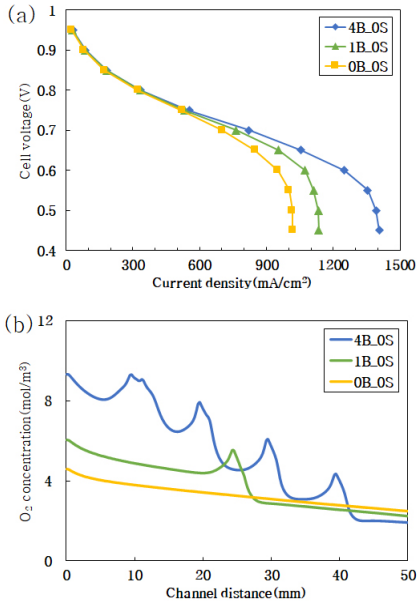 (a)
1
0.9
0.8
0.7
0.6
0.5
0.4
Cell voltage (V)
4B_0S
1B_0S
0B_0S
0 300 600 900 1200 1500
Current density(mA/cm²)
(b)
12
8
4
0
O₂ concentration (mol/m³)
4B_0S
1B_0S
0B_0S
0 10 20 30 40 50
Channel distance(mm)